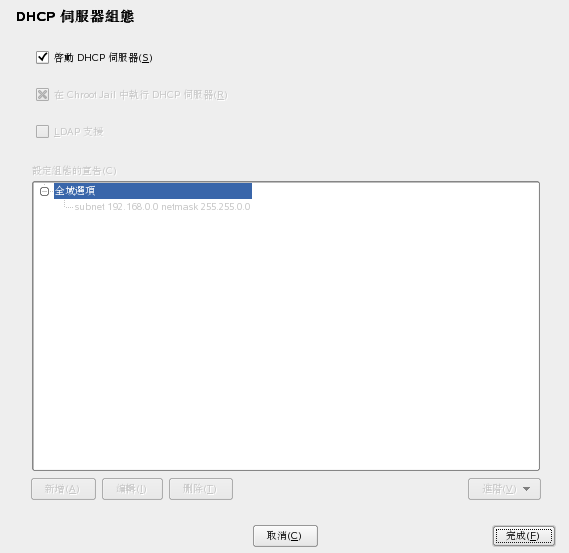 DHCP 伺服器組態
啓動 DHCP 伺服器(S)
在 Chroot Jail 中執行 DHCP 伺服器(R)
LDAP 支援
設定組態的宣告(C)
全域選項
subnet 192.168.0.0 netmask 255.255.0.0
新增(A) 編輯(I) 刪除(T) 進階(V)
取消(C) 完成(F)